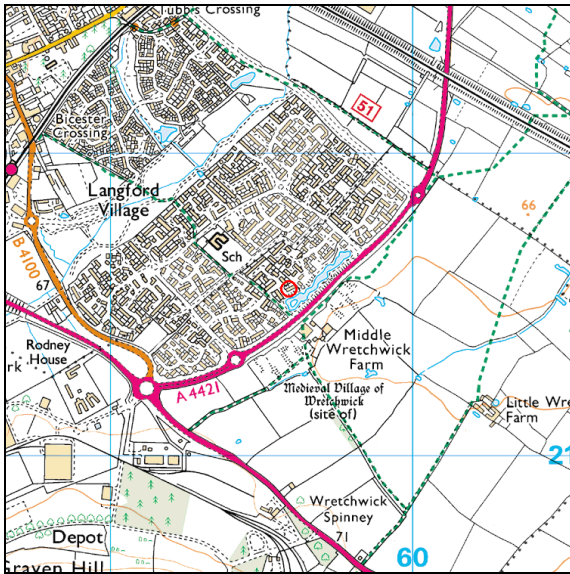 Tubbs Crossing
51
Bicester
Crossing
Langford
Village
66
B 4100
Sch
67
Rodney
House
rk
Middle
Wretchwick
Farm
A 4421
Medieval Village of
Wretchwick
(site of)
Little Wre
Farm
21
Wretchwick
Spinney
71
Depot
Graven Hill
60